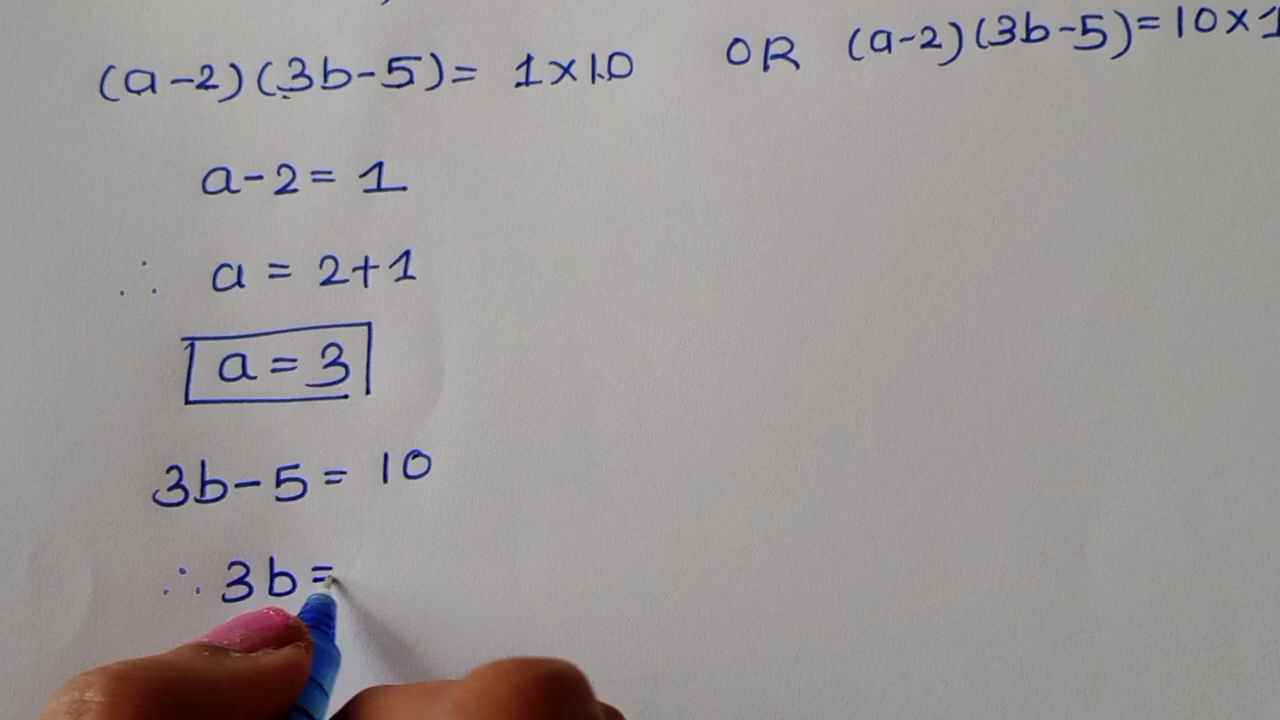 (a-2)(3b-5)= 1×10 OR (a-2)(3b-5)=10×1
a-2= 1
∴ a = 2+1
a = 3
3b-5= 10
∴ 3b=